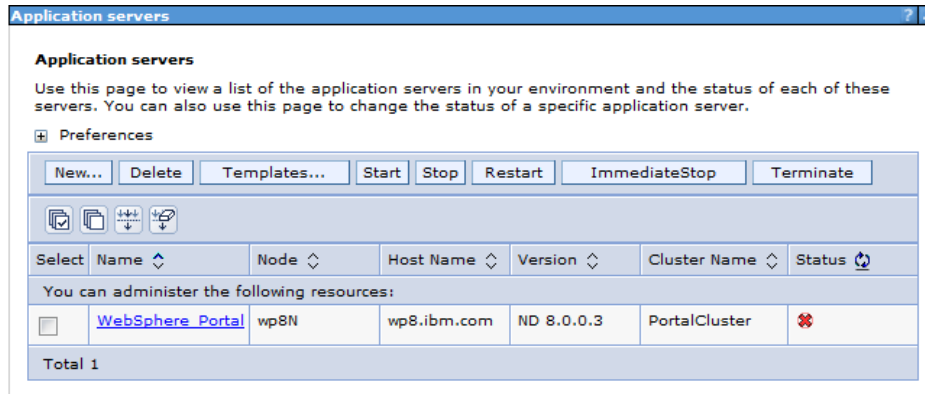 Application servers ?
Application servers
Use this page to view a list of the application servers in your environment and the status of each of these
servers. You can also use this page to change the status of a specific application server.
Preferences
New... Delete Templates... Start Stop Restart ImmediateStop Terminate
Select Name Node Host Name Version Cluster Name Status
You can administer the following resources:
WebSphere_Portal wp8N wp8.ibm.com ND 8.0.0.3 PortalCluster
Total 1